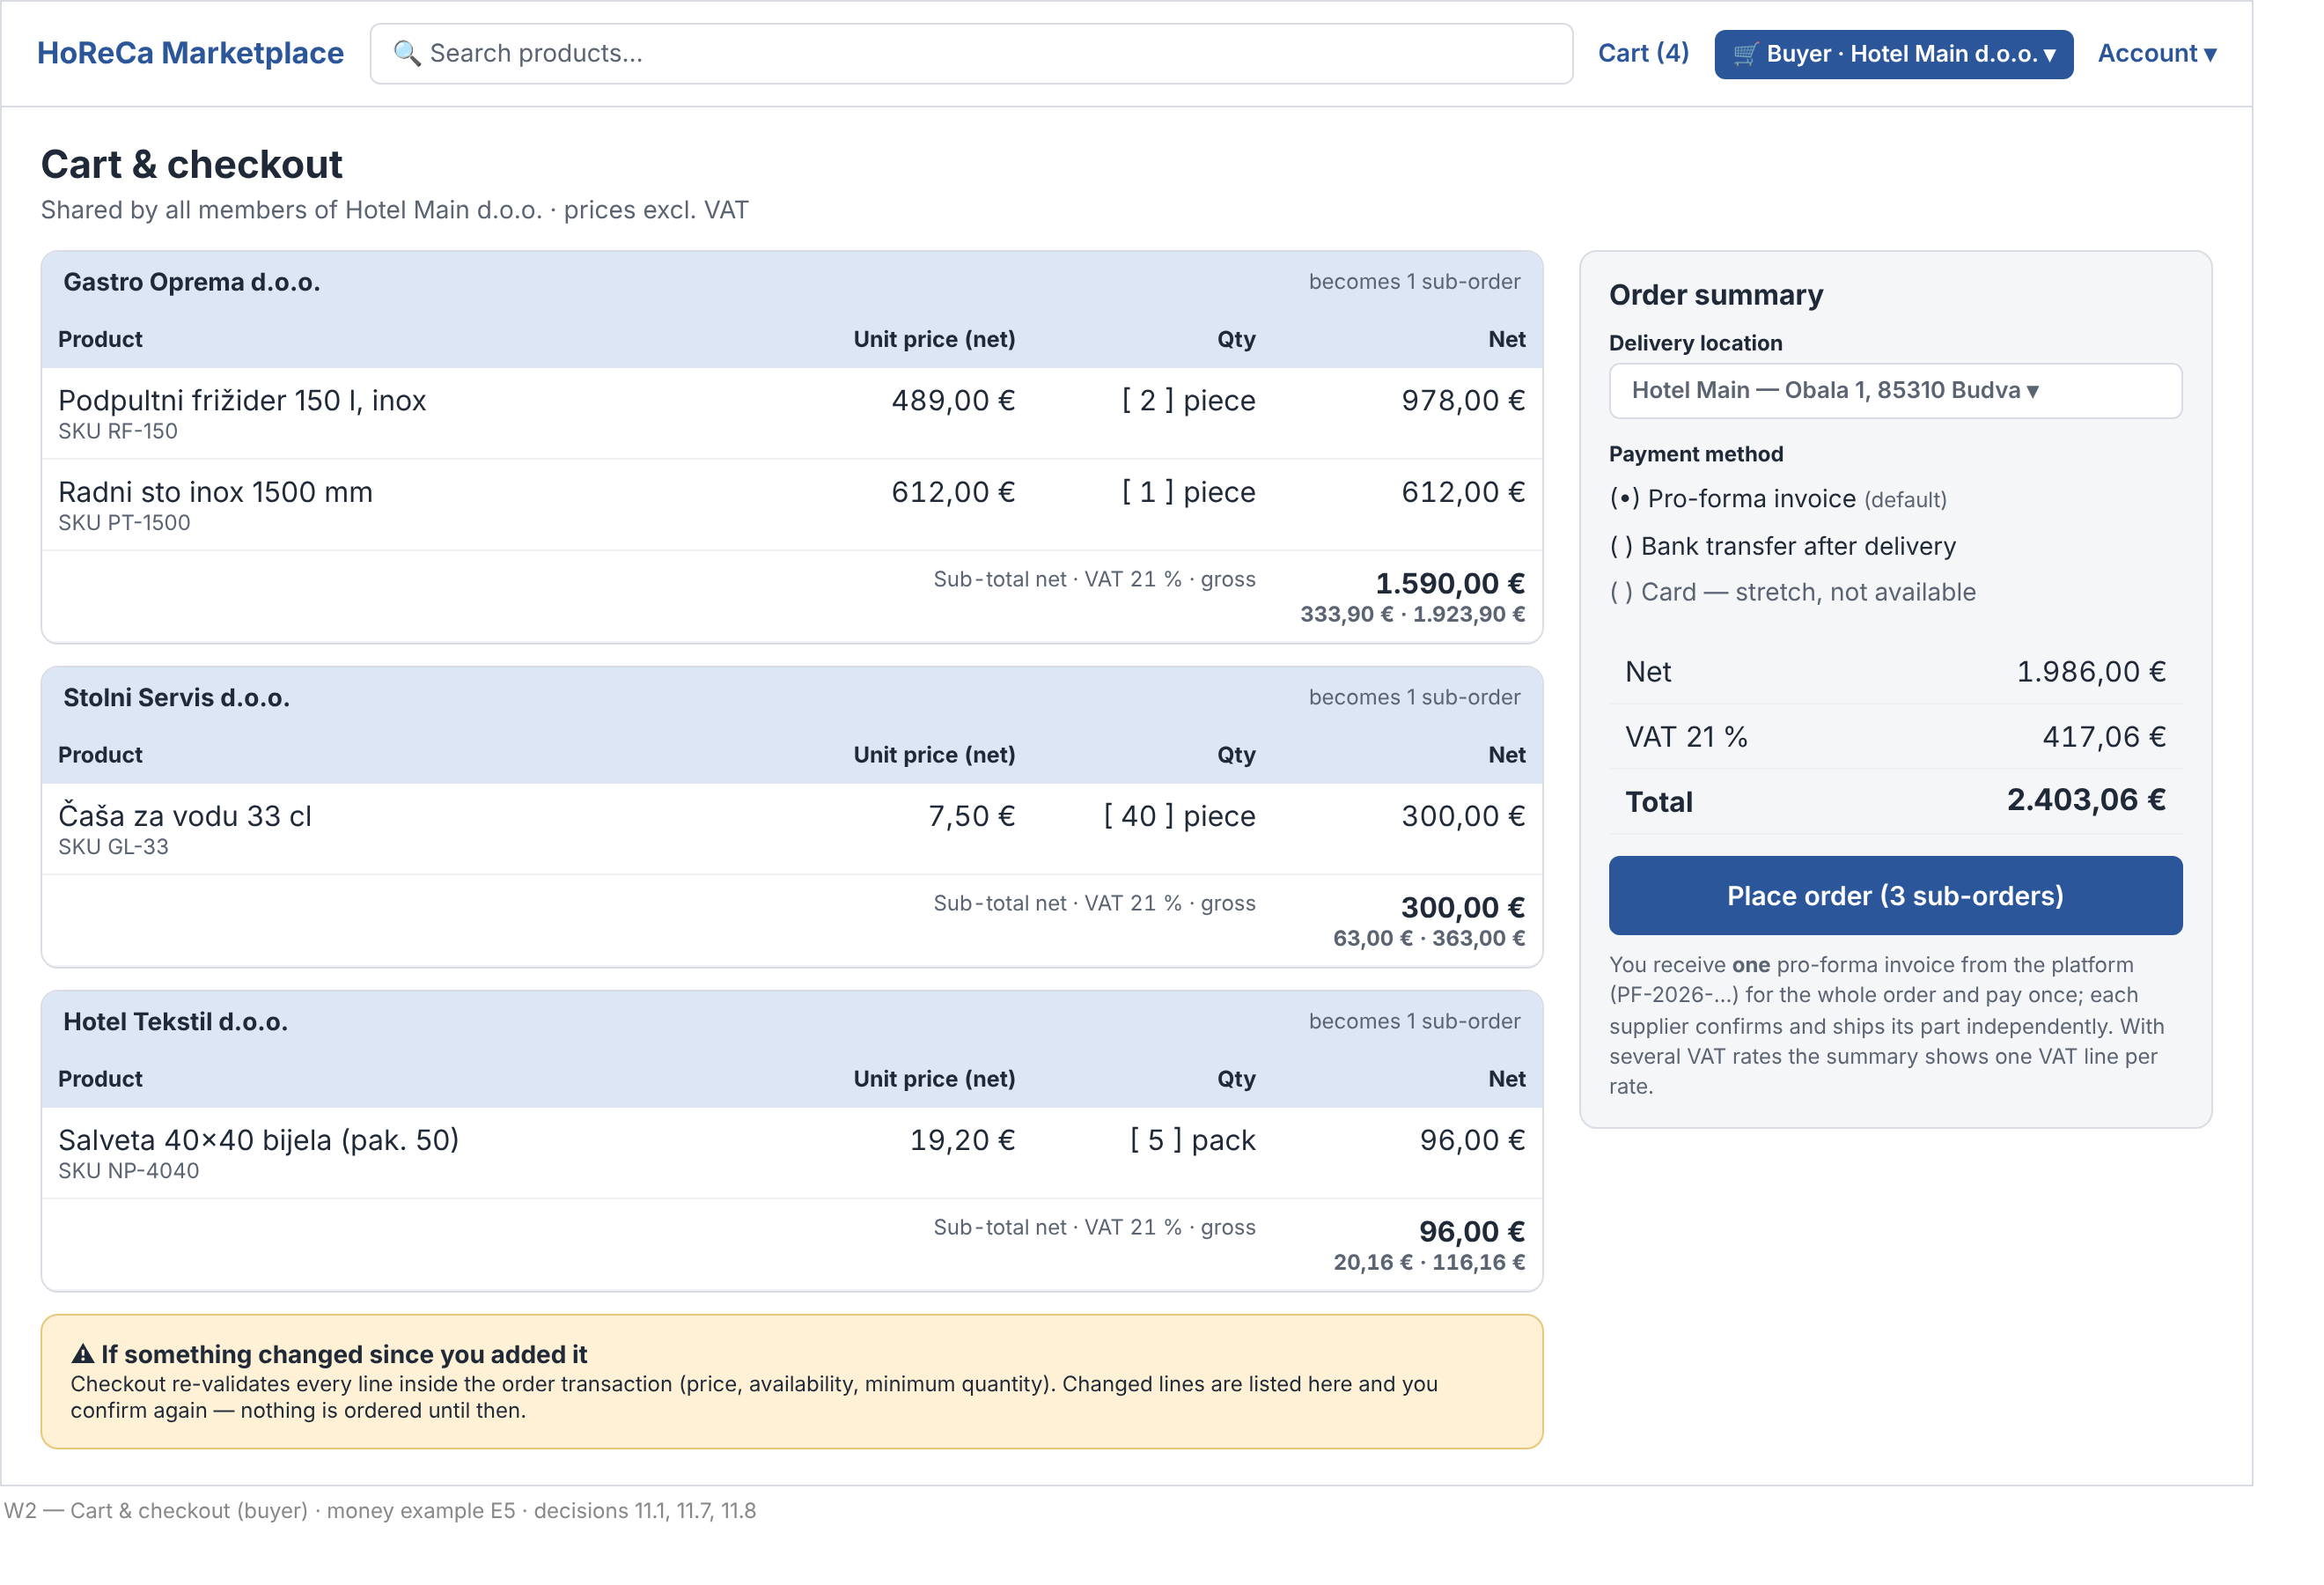 HoReCa Marketplace
🔍 Search products...
Cart (4)
🛒 Buyer · Hotel Main d.o.o. ▾
Account ▾
Cart & checkout
Shared by all members of Hotel Main d.o.o. · prices excl. VAT
Gastro Oprema d.o.o. becomes 1 sub-order
Product Unit price (net) Qty Net
Podpultni frižider 150 l, inox 489,00 € [ 2 ] piece 978,00 €
SKU RF-150
Radni sto inox 1500 mm 612,00 € [ 1 ] piece 612,00 €
SKU PT-1500
Sub-total net · VAT 21 % · gross 1.590,00 €
333,90 € · 1.923,90 €
Stolni Servis d.o.o. becomes 1 sub-order
Product Unit price (net) Qty Net
Čaša za vodu 33 cl 7,50 € [ 40 ] piece 300,00 €
SKU GL-33
Sub-total net · VAT 21 % · gross 300,00 €
63,00 € · 363,00 €
Hotel Tekstil d.o.o. becomes 1 sub-order
Product Unit price (net) Qty Net
Salveta 40×40 bijela (pak. 50) 19,20 € [ 5 ] pack 96,00 €
SKU NP-4040
Sub-total net · VAT 21 % · gross 96,00 €
20,16 € · 116,16 €
⚠ If something changed since you added it
Checkout re-validates every line inside the order transaction (price, availability, minimum quantity). Changed lines are listed here and you
confirm again — nothing is ordered until then.
Order summary
Delivery location
Hotel Main — Obala 1, 85310 Budva ▾
Payment method
(•) Pro-forma invoice (default)
( ) Bank transfer after delivery
( ) Card — stretch, not available
Net 1.986,00 €
VAT 21 % 417,06 €
Total 2.403,06 €
Place order (3 sub-orders)
You receive one pro-forma invoice from the platform
(PF-2026-...) for the whole order and pay once; each
supplier confirms and ships its part independently. With
several VAT rates the summary shows one VAT line per
rate.
W2 — Cart & checkout (buyer) · money example E5 · decisions 11.1, 11.7, 11.8